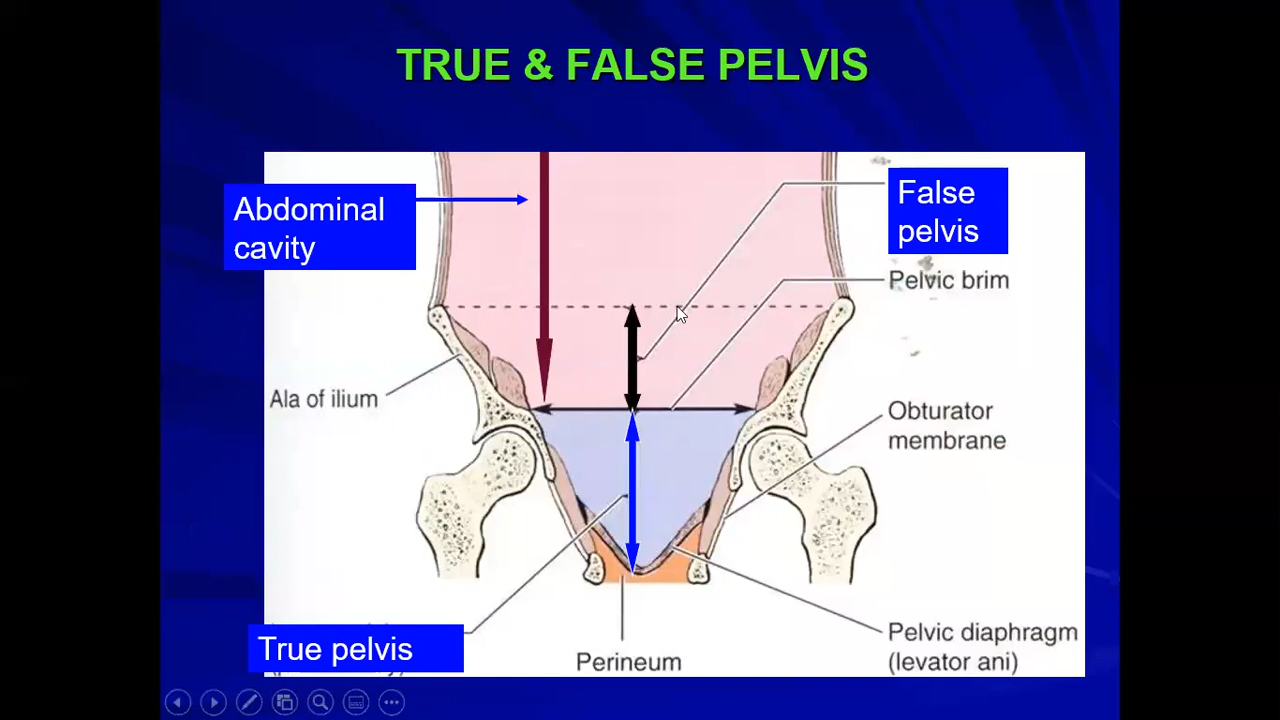 TRUE & FALSE PELVIS
Abdominal
cavity
False
pelvis
Pelvic brim
Ala of ilium
Obturator
membrane
True pelvis
Perineum
Pelvic diaphragm
(levator ani)